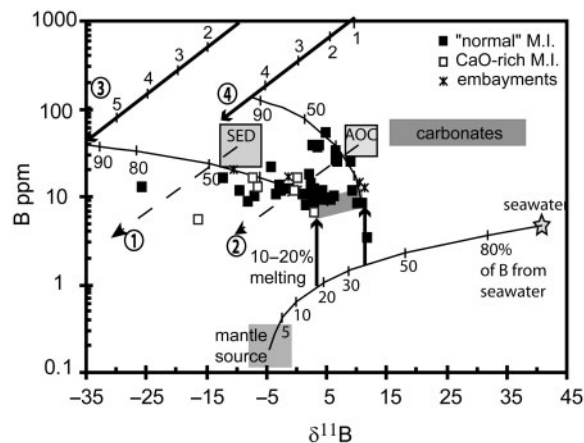 1000
100
10
1
0.1
B ppm
−35
−25
−15
−5
5
15
25
35
45
δ11B
"normal" M.I.
CaO-rich M.I.
embayments
2
3
4
5
③
1
2
3
4
④
90
80
50
90
50
SED
AOC
carbonates
①
②
10–20%
melting
seawater
80%
of B from
seawater
50
30
20
10
5
mantle
source